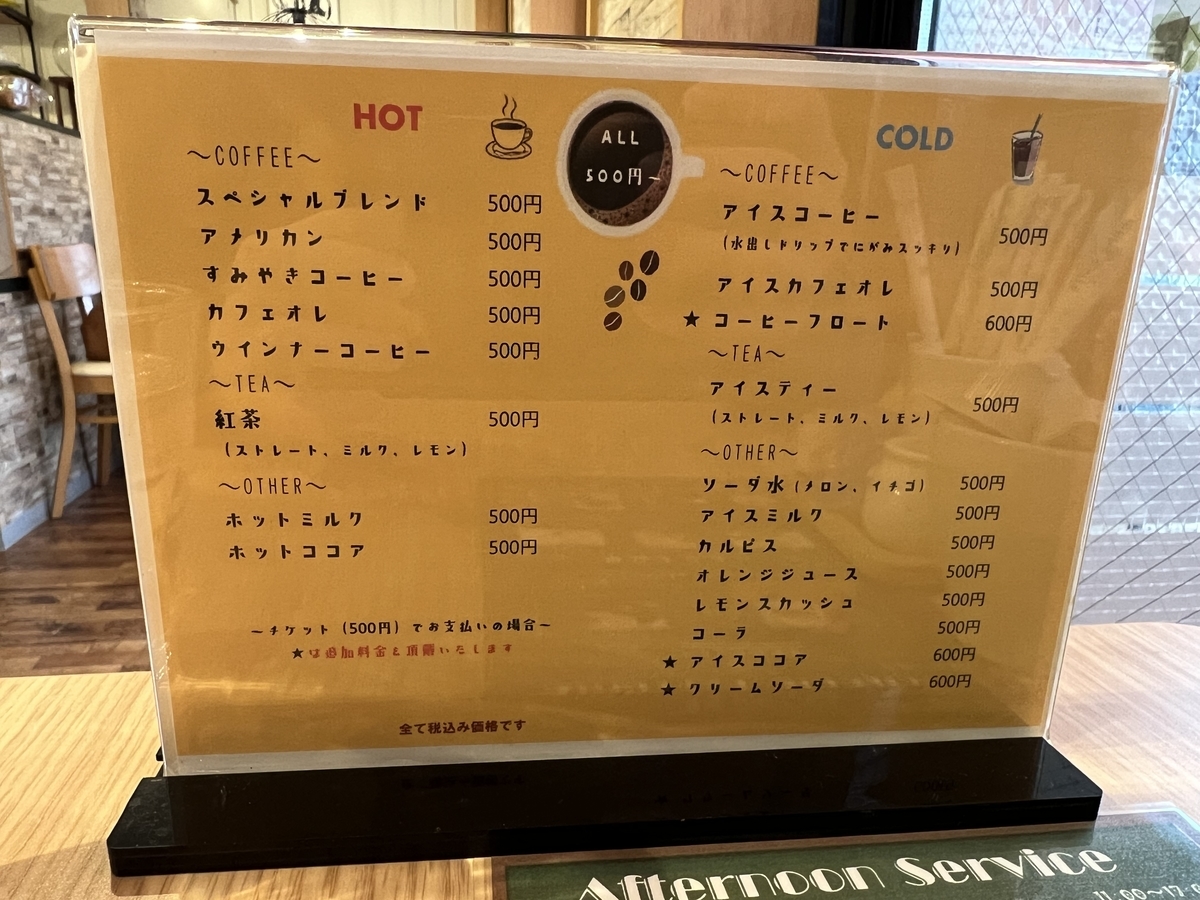 HOT
~COFFEE~
スペシャルブレンド 500円
アメリカン 500円
すみやきコーヒー 500円
カフェオレ 500円
ウインナーコーヒー 500円
~TEA~
紅茶 500円
(ストレート、ミルク、レモン)
~OTHER~
ホットミルク 500円
ホットココア 500円
~チケット(500円)でお支払いの場合~
★は追加料金を頂戴いたします
全て税込み価格です
ALL
500円~
COLD
~COFFEE~
アイスコーヒー 500円
(水出しドリップでにがみスッキリ)
アイスカフェオレ 500円
★ コーヒーフロート 600円
~TEA~
アイスティー 500円
(ストレート、ミルク、レモン)
~OTHER~
ソーダ水(メロン、イチゴ) 500円
アイスミルク 500円
カルピス 500円
オレンジジュース 500円
レモンスカッシュ 500円
コーラ 500円
★ アイスココア 600円
★ クリームソーダ 600円
Afternoon Service